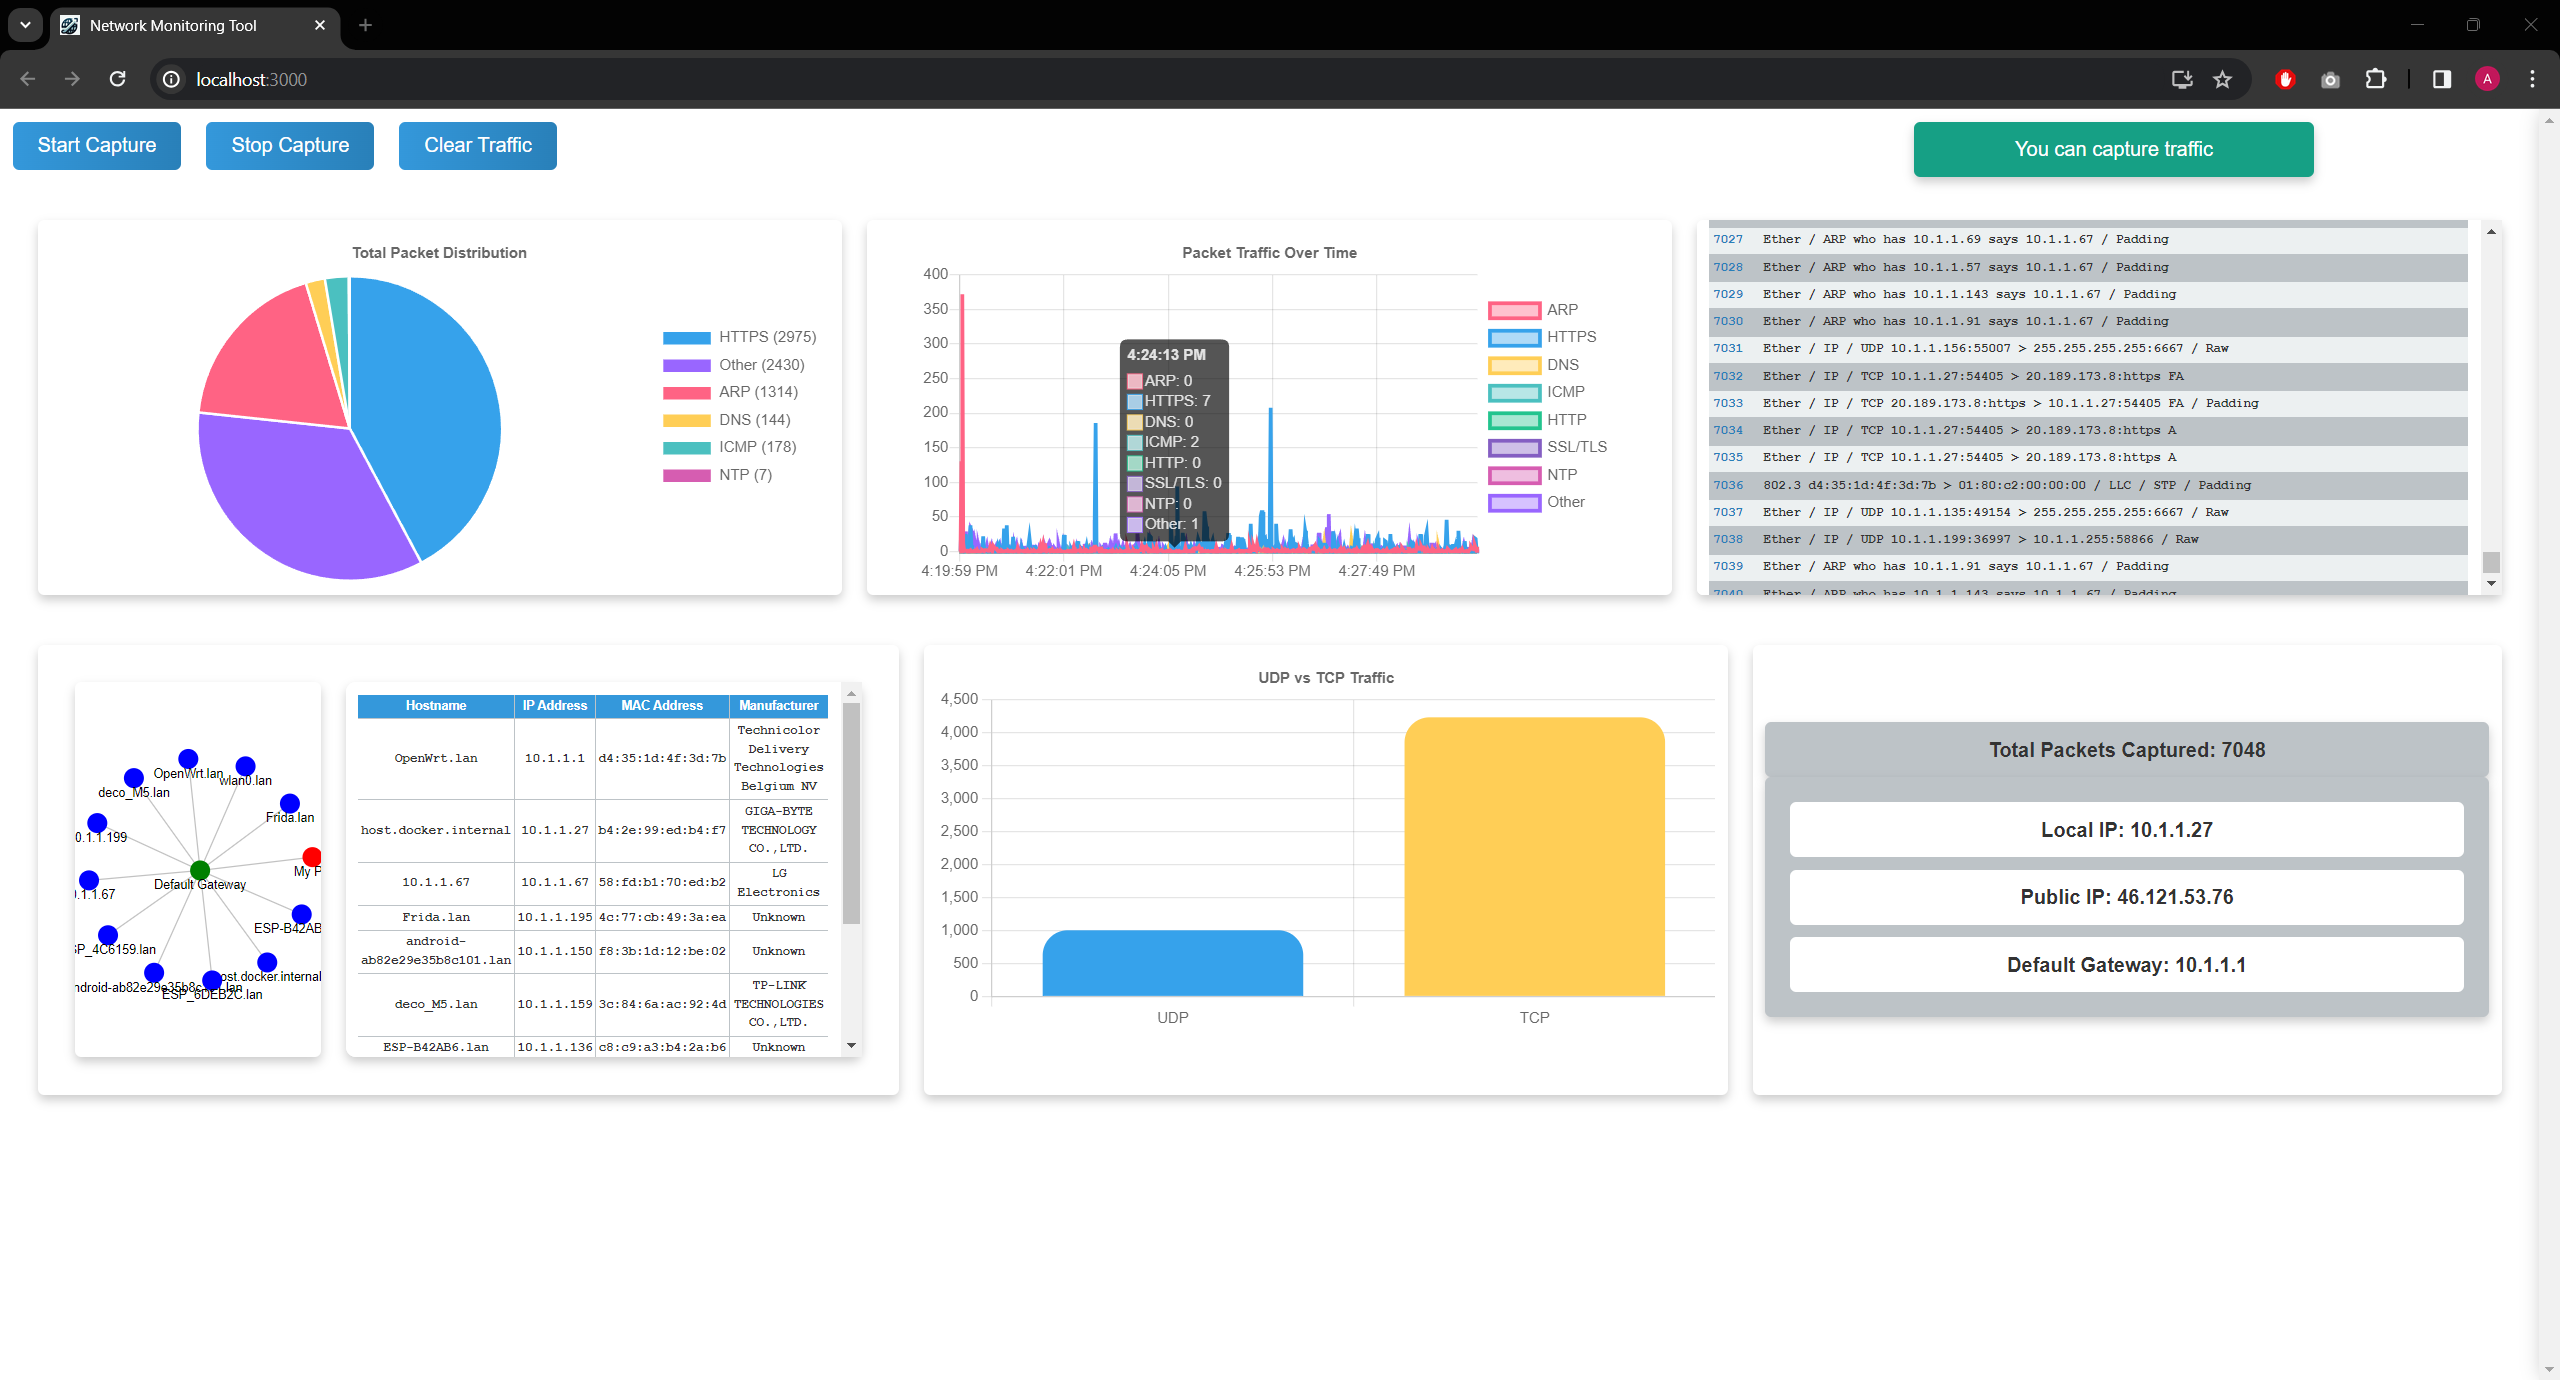 Network Monitoring Tool
localhost:3000
A
Start Capture
Stop Capture
Clear Traffic
You can capture traffic
Total Packet Distribution
HTTPS (2975)
Other (2430)
ARP (1314)
DNS (144)
ICMP (178)
NTP (7)
Packet Traffic Over Time
400
350
300
250
200
150
100
50
0
4:19:59 PM
4:22:01 PM
4:24:05 PM
4:25:53 PM
4:27:49 PM
4:24:13 PM
ARP: 0
HTTPS: 7
DNS: 0
ICMP: 2
HTTP: 0
SSL/TLS: 0
NTP: 0
Other: 1
ARP
HTTPS
DNS
ICMP
HTTP
SSL/TLS
NTP
Other
7027 Ether / ARP who has 10.1.1.69 says 10.1.1.67 / Padding
7028 Ether / ARP who has 10.1.1.57 says 10.1.1.67 / Padding
7029 Ether / ARP who has 10.1.1.143 says 10.1.1.67 / Padding
7030 Ether / ARP who has 10.1.1.91 says 10.1.1.67 / Padding
7031 Ether / IP / UDP 10.1.1.156:55007 > 255.255.255.255:6667 / Raw
7032 Ether / IP / TCP 10.1.1.27:54405 > 20.189.173.8:https FA
7033 Ether / IP / TCP 20.189.173.8:https > 10.1.1.27:54405 FA / Padding
7034 Ether / IP / TCP 10.1.1.27:54405 > 20.189.173.8:https A
7035 Ether / IP / TCP 10.1.1.27:54405 > 20.189.173.8:https A
7036 802.3 d4:35:1d:4f:3d:7b > 01:80:c2:00:00:00 / LLC / STP / Padding
7037 Ether / IP / UDP 10.1.1.135:49154 > 255.255.255.255:6667 / Raw
7038 Ether / IP / UDP 10.1.1.199:36997 > 10.1.1.255:58866 / Raw
7039 Ether / ARP who has 10.1.1.91 says 10.1.1.67 / Padding
7040 Ether / ARP who has 10.1.1.143 says 10.1.1.67 / Padding
OpenWrt.lan
wlan0.lan
deco_M5.lan
Frida.lan
0.1.1.199
My P
Default Gateway
.1.1.67
ESP-B42AB
P_4C6159.lan
ost.docker.internal
ndroid-ab82e29e35b8c
ESP_6DEB2C.lan
Hostname IP Address MAC Address Manufacturer
OpenWrt.lan 10.1.1.1 d4:35:1d:4f:3d:7b Technicolor
Delivery
Technologies
Belgium NV
host.docker.internal 10.1.1.27 b4:2e:99:ed:b4:f7 GIGA-BYTE
TECHNOLOGY
CO.,LTD.
10.1.1.67 10.1.1.67 58:fd:b1:70:ed:b2 LG
Electronics
Frida.lan 10.1.1.195 4c:77:cb:49:3a:ea Unknown
android-
ab82e29e35b8c101.lan 10.1.1.150 f8:3b:1d:12:be:02 Unknown
deco_M5.lan 10.1.1.159 3c:84:6a:ac:92:4d TP-LINK
TECHNOLOGIES
CO.,LTD.
ESP-B42AB6.lan 10.1.1.136 c8:c9:a3:b4:2a:b6 Unknown
UDP vs TCP Traffic
4,500
4,000
3,500
3,000
2,500
2,000
1,500
1,000
500
0
UDP
TCP
Total Packets Captured: 7048
Local IP: 10.1.1.27
Public IP: 46.121.53.76
Default Gateway: 10.1.1.1